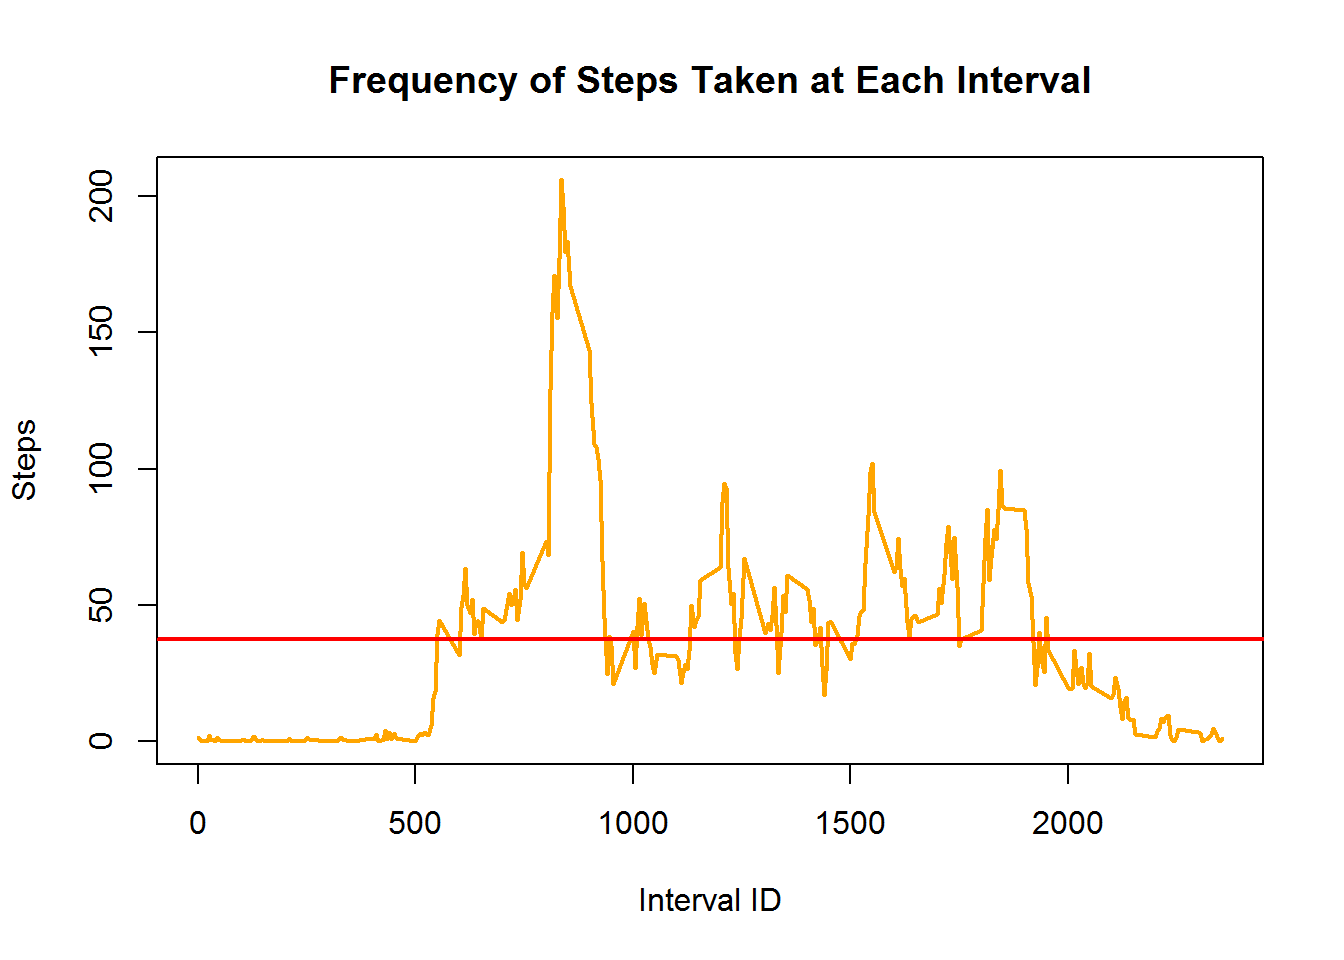 Frequency of Steps Taken at Each Interval
200
150
100
50
0
Steps
0 500 1000 1500 2000
Interval ID